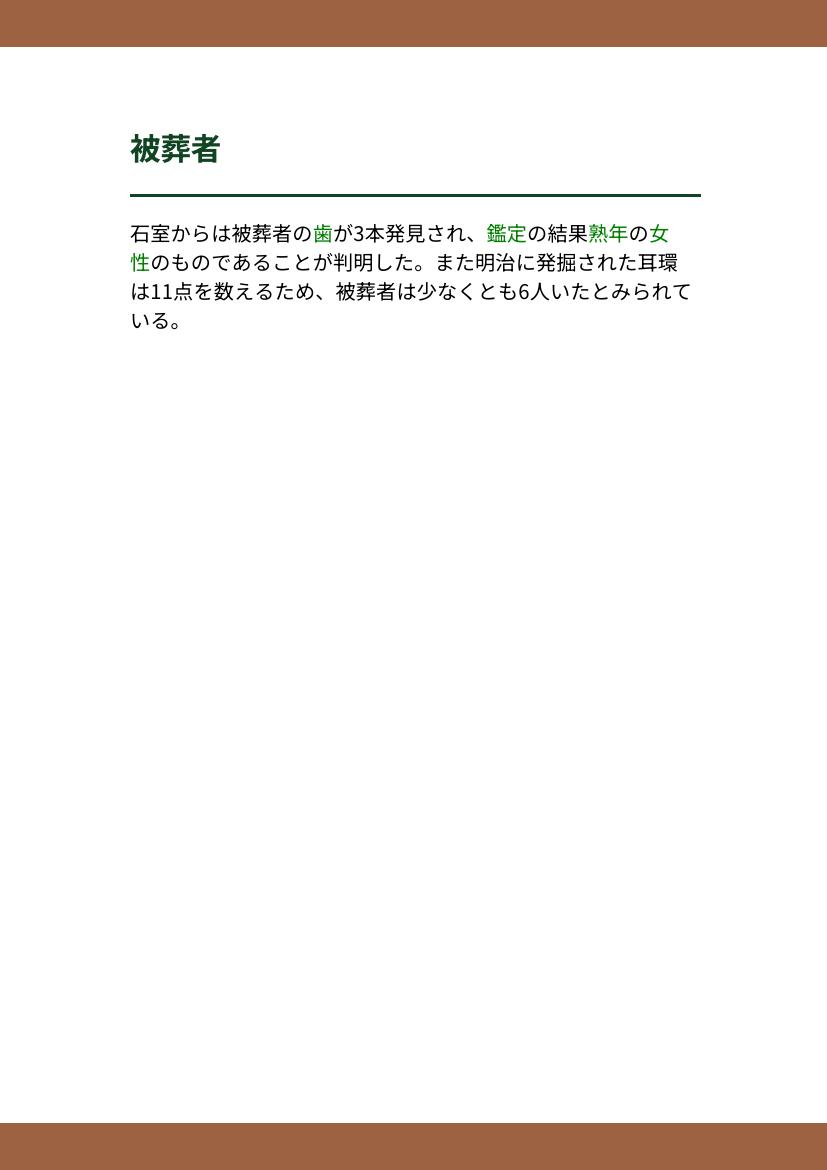 被葬者
石室からは被葬者の歯が3本発見され、鑑定の結果熟年の女
性のものであることが判明した。また明治に発掘された耳環
は11点を数えるため、被葬者は少なくとも6人いたとみられて
いる。